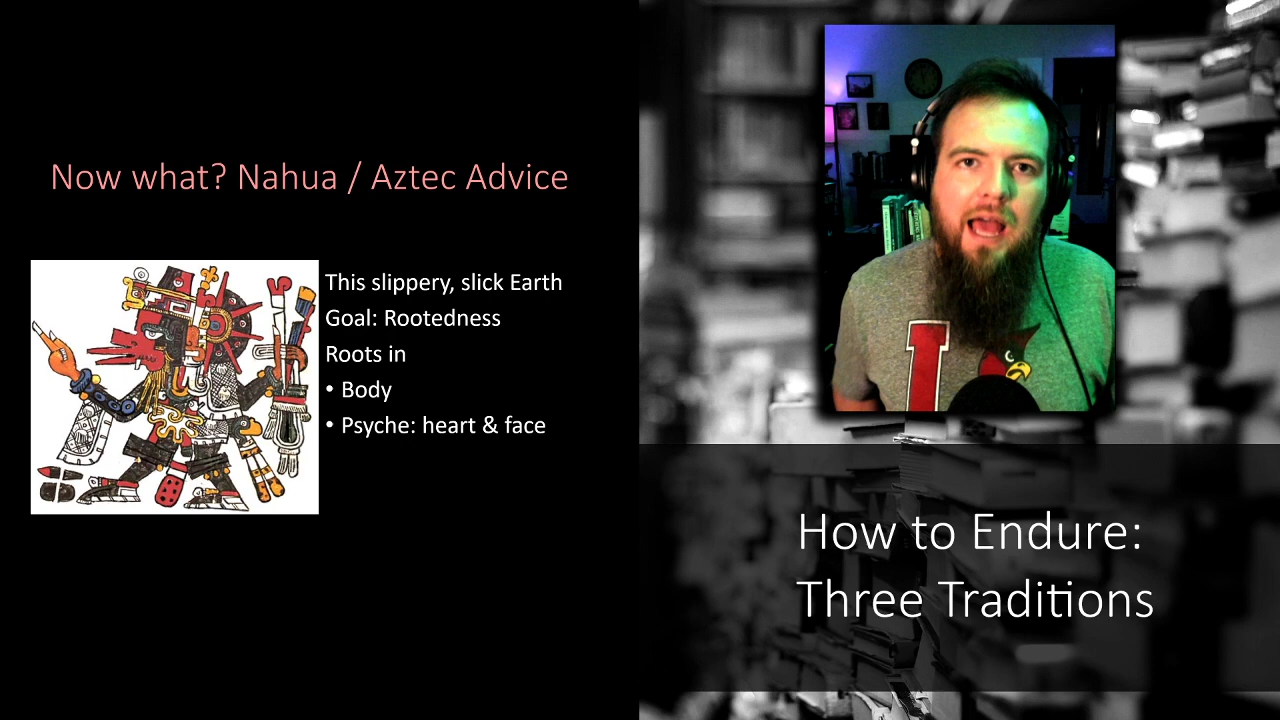 Now what? Nahua / Aztec Advice
This slippery, slick Earth
Goal: Rootedness
Roots in
• Body
• Psyche: heart & face
How to Endure:
Three Traditions